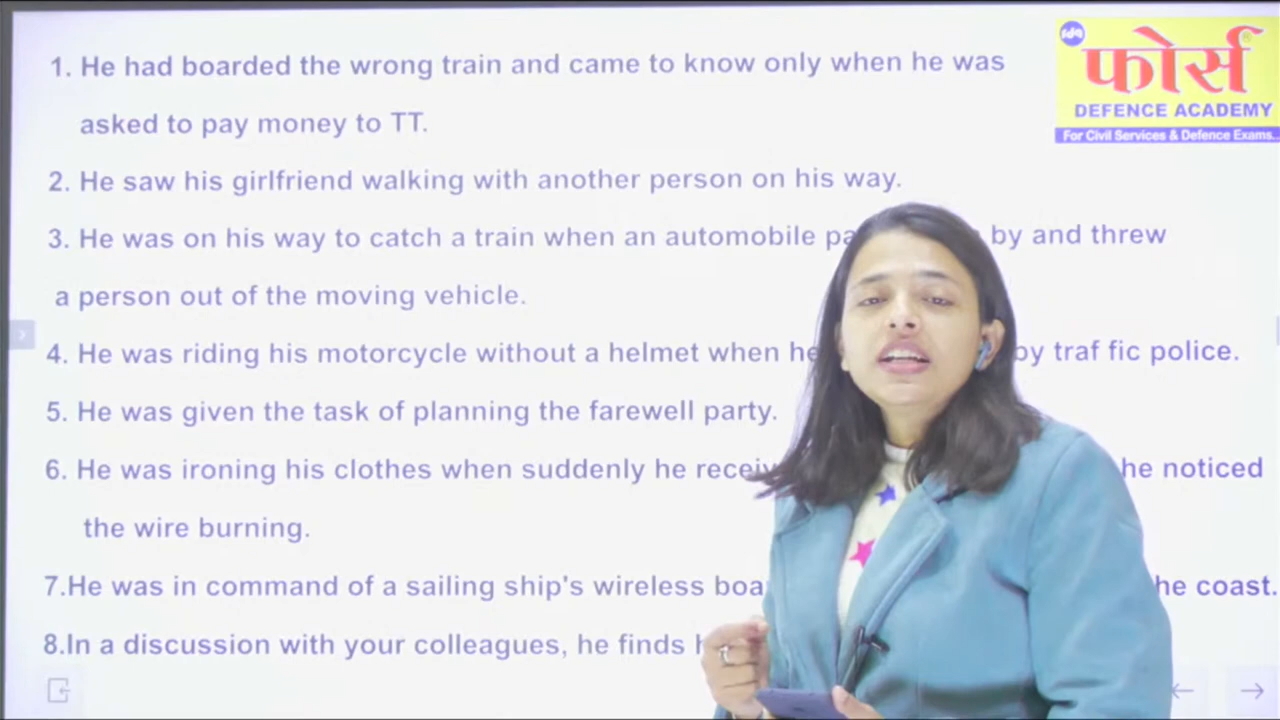 1. He had boarded the wrong train and came to know only when he was
asked to pay money to TT.
2. He saw his girlfriend walking with another person on his way.
3. He was on his way to catch a train when an automobile by and threw
a person out of the moving vehicle.
4. He was riding his motorcycle without a helmet when he by traf fic police.
5. He was given the task of planning the farewell party.
6. He was ironing his clothes when suddenly he he noticed
the wire burning.
7.He was in command of a sailing ship's wireless coast.
8.In a discussion with your colleagues, he finds
फोर्स
DEFENCE ACADEMY
For Civil Services & Defence Exams..